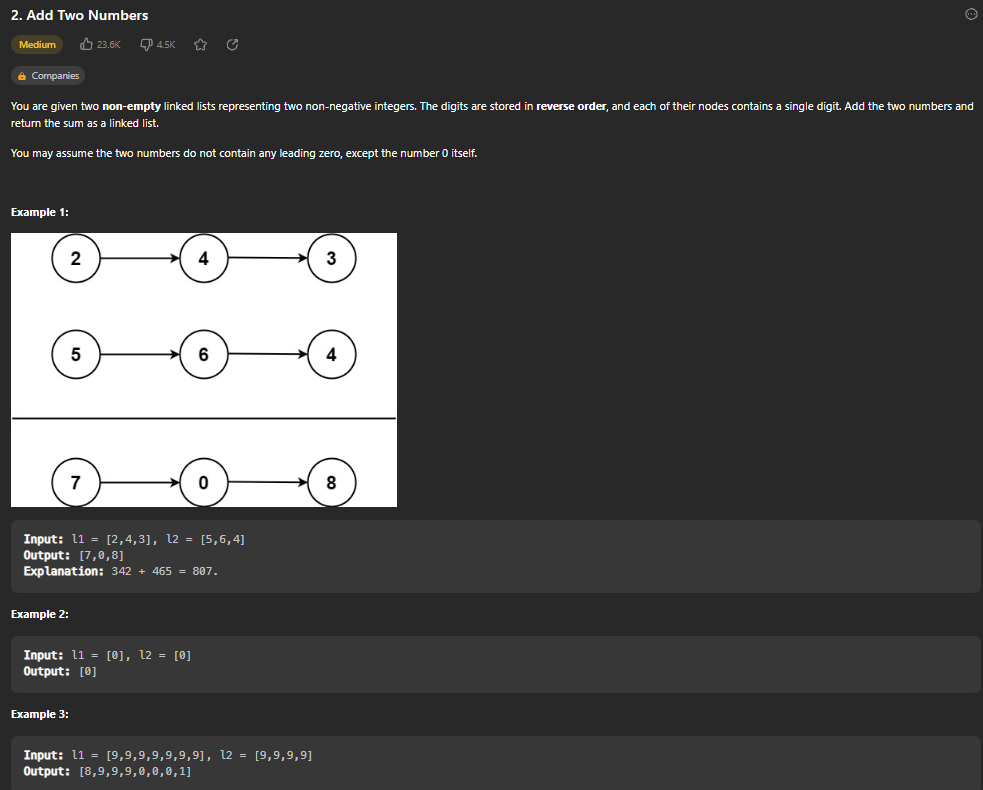 2. Add Two Numbers
Medium 23.6K 4.5K
Companies
You are given two non-empty linked lists representing two non-negative integers. The digits are stored in reverse order, and each of their nodes contains a single digit. Add the two numbers and
return the sum as a linked list.
You may assume the two numbers do not contain any leading zero, except the number 0 itself.
Example 1:
2 4 3
5 6 4
7 0 8
Input: l1 = [2,4,3], l2 = [5,6,4]
Output: [7,0,8]
Explanation: 342 + 465 = 807.
Example 2:
Input: l1 = [0], l2 = [0]
Output: [0]
Example 3:
Input: l1 = [9,9,9,9,9,9,9], l2 = [9,9,9,9]
Output: [8,9,9,9,0,0,0,1]